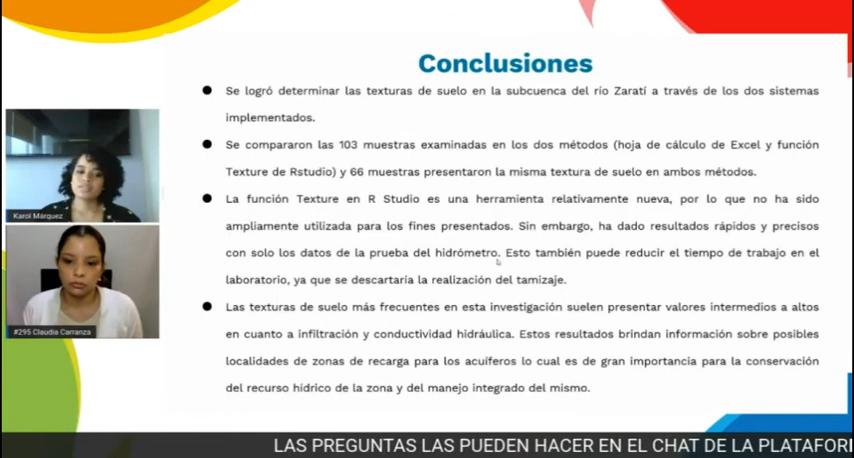 Conclusiones
● Se logró determinar las texturas de suelo en la subcuenca del río Zaratí a través de los dos sistemas
implementados.
● Se compararon las 103 muestras examinadas en los dos métodos (hoja de cálculo de Excel y función
Texture de Rstudio) y 66 muestras presentaron la misma textura de suelo en ambos métodos.
● La función Texture en R Studio es una herramienta relativamente nueva, por lo que no ha sido
ampliamente utilizada para los fines presentados. Sin embargo, ha dado resultados rápidos y precisos
con solo los datos de la prueba del hidrómetro. Esto también puede reducir el tiempo de trabajo en el
laboratorio, ya que se descartaría la realización del tamizaje.
● Las texturas de suelo más frecuentes en esta investigación suelen presentar valores intermedios a altos
en cuanto a infiltración y conductividad hidráulica. Estos resultados brindan información sobre posibles
localidades de zonas de recarga para los acuíferos lo cual es de gran importancia para la conservación
del recurso hídrico de la zona y del manejo integrado del mismo.
Karol Márquez
#295 Claudia Carranza
LAS PREGUNTAS LAS PUEDEN HACER EN EL CHAT DE LA PLATAFOR